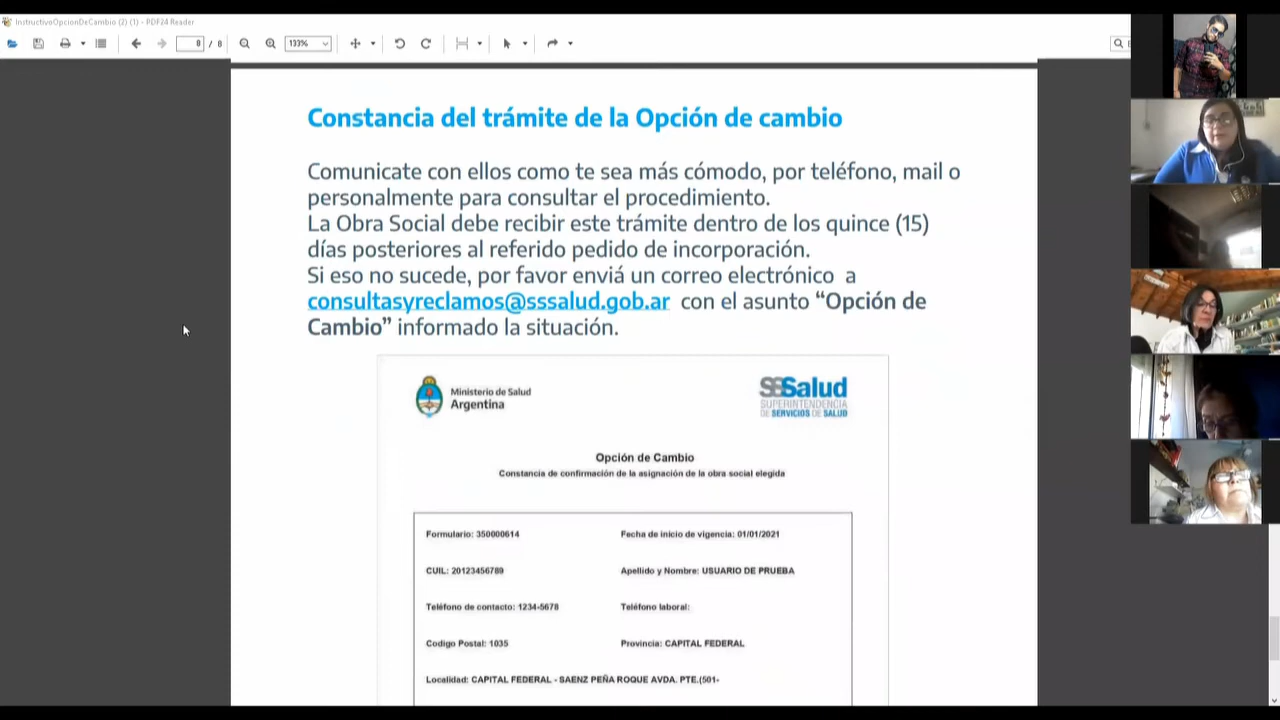 InstructivoOpcionDeCambio (2) (1) - PDF24 Reader
8 / 8
133%
Constancia del trámite de la Opción de cambio
Comunicate con ellos como te sea más cómodo, por teléfono, mail o
personalmente para consultar el procedimiento.
La Obra Social debe recibir este trámite dentro de los quince (15)
días posteriores al referido pedido de incorporación.
Si eso no sucede, por favor enviá un correo electrónico a
consultasyreclamos@sssalud.gob.ar con el asunto “Opción de
Cambio” informado la situación.
Ministerio de Salud
Argentina
SSSalud
SUPERINTENDENCIA
DE SERVICIOS DE SALUD
Opción de Cambio
Constancia de confirmación de la asignación de la obra social elegida
Formulario: 350000614
Fecha de inicio de vigencia: 01/01/2021
CUIL: 20123456789
Apellido y Nombre: USUARIO DE PRUEBA
Teléfono de contacto: 1234-5678
Teléfono laboral:
Codigo Postal: 1035
Provincia: CAPITAL FEDERAL
Localidad: CAPITAL FEDERAL - SAENZ PEÑA ROQUE AVDA. PTE.(501-